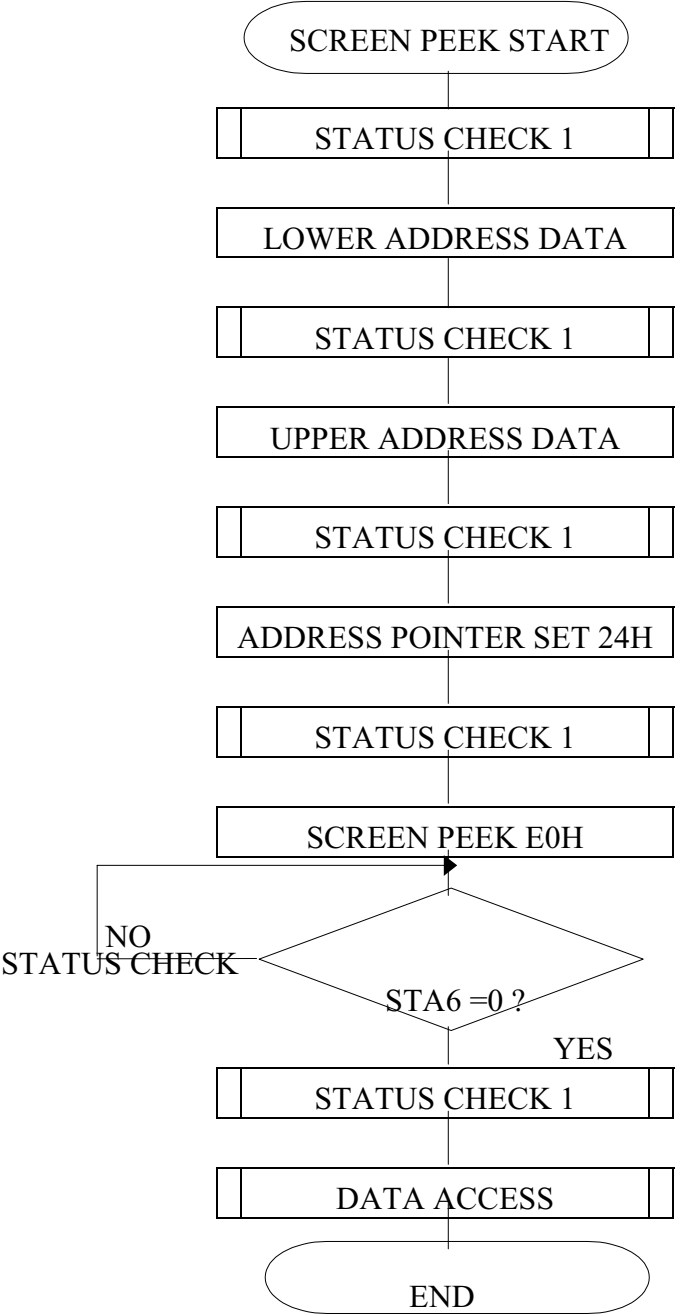 SCREEN PEEK START
STATUS CHECK 1
LOWER ADDRESS DATA
STATUS CHECK 1
UPPER ADDRESS DATA
STATUS CHECK 1
ADDRESS POINTER SET 24H
STATUS CHECK 1
SCREEN PEEK E0H
NO
STATUS CHECK
STA6 =0 ?
YES
STATUS CHECK 1
DATA ACCESS
END